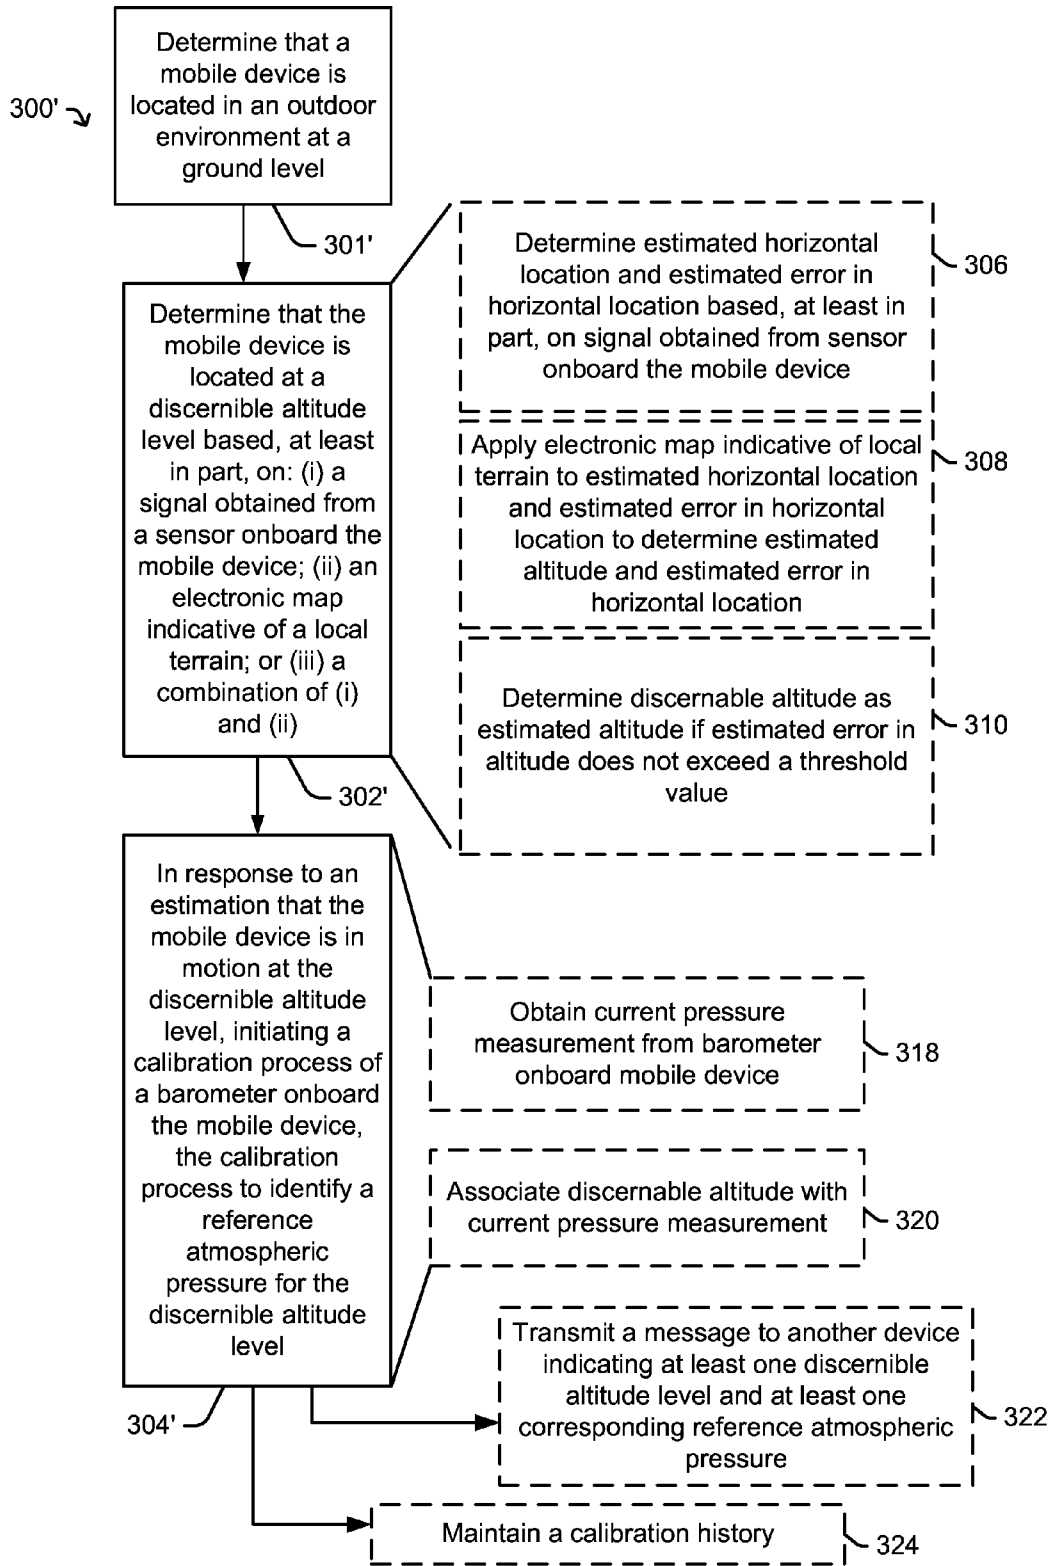 Determine that a
mobile device is
located in an outdoor
environment at a
ground level
300'
301'
Determine that the
mobile device is
located at a
discernible altitude
level based, at least
in part, on: (i) a
signal obtained from
a sensor onboard the
mobile device; (ii) an
electronic map
indicative of a local
terrain; or (iii) a
combination of (i)
and (ii)
302'
Determine estimated horizontal
location and estimated error in
horizontal location based, at least in
part, on signal obtained from sensor
onboard the mobile device
306
Apply electronic map indicative of local
terrain to estimated horizontal location
and estimated error in horizontal
location to determine estimated
altitude and estimated error in
horizontal location
308
Determine discernable altitude as
estimated altitude if estimated error in
altitude does not exceed a threshold
value
310
In response to an
estimation that the
mobile device is in
motion at the
discernible altitude
level, initiating a
calibration process of
a barometer onboard
the mobile device,
the calibration
process to identify a
reference
atmospheric
pressure for the
discernible altitude
level
304'
Obtain current pressure
measurement from barometer
onboard mobile device
318
Associate discernable altitude with
current pressure measurement
320
Transmit a message to another device
indicating at least one discernible
altitude level and at least one
corresponding reference atmospheric
pressure
322
Maintain a calibration history
324